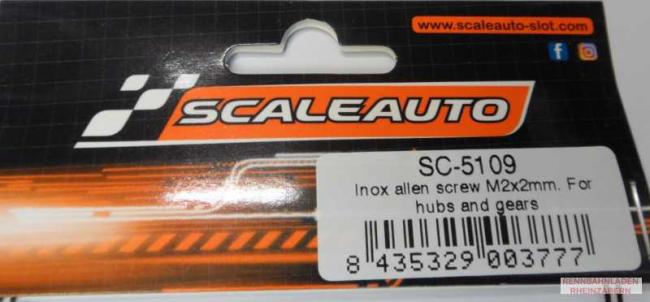 www.scaleauto-slot.com
SCALEAUTO
SC-5109
Inox allen screw M2x2mm. For
hubs and gears
8 435329 003777
RENNBAHNLADEN
RHEINZABERN